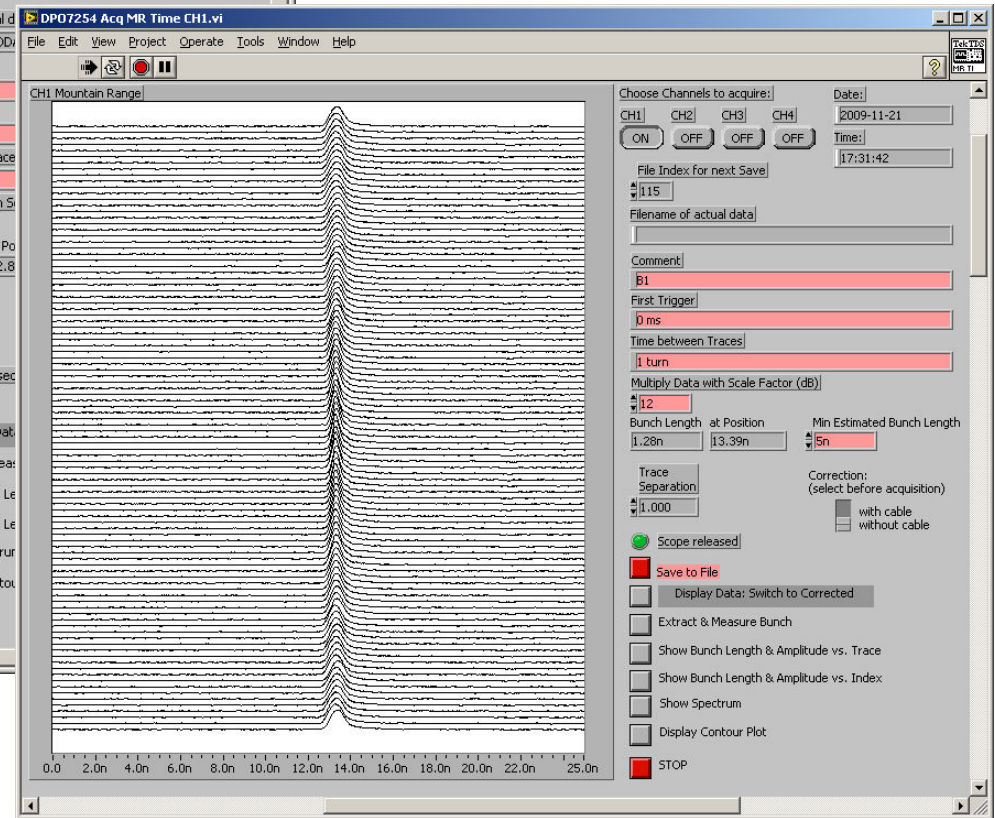 DPO7254 Acq MR Time CH1.vi
File Edit View Project Operate Tools Window Help
TekTDS
MR TI
CH1 Mountain Range
0.0 2.0n 4.0n 6.0n 8.0n 10.0n 12.0n 14.0n 16.0n 18.0n 20.0n 22.0n 25.0n
Choose Channels to acquire:
CH1 CH2 CH3 CH4
ON OFF OFF OFF
Date:
2009-11-21
Time:
17:31:42
File Index for next Save
115
Filename of actual data
Comment
B1
First Trigger
0 ms
Time between Traces
1 turn
Multiply Data with Scale Factor (dB)
12
Bunch Length at Position Min Estimated Bunch Length
1.28n 13.39n 5n
Trace
Separation
1.000
Correction:
(select before acquisition)
with cable
without cable
Scope released
Save to File
Display Data: Switch to Corrected
Extract & Measure Bunch
Show Bunch Length & Amplitude vs. Trace
Show Bunch Length & Amplitude vs. Index
Show Spectrum
Display Contour Plot
STOP